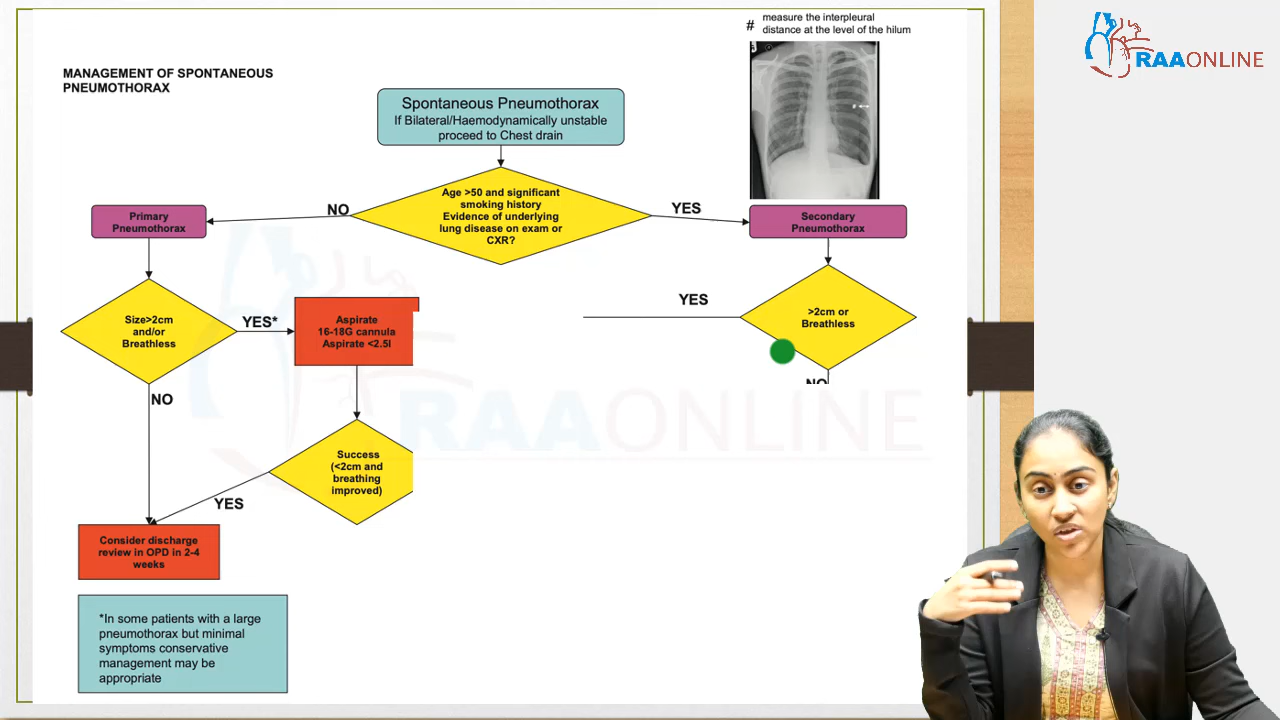 # measure the interpleural
distance at the level of the hilum
RAAONLINE
MANAGEMENT OF SPONTANEOUS
PNEUMOTHORAX
Spontaneous Pneumothorax
If Bilateral/Haemodynamically unstable
proceed to Chest drain
Age >50 and significant
smoking history
Evidence of underlying
lung disease on exam or
CXR?
NO
YES
Primary
Pneumothorax
Secondary
Pneumothorax
Size>2cm
and/or
Breathless
YES*
Aspirate
16-18G cannula
Aspirate <2.5l
YES
>2cm or
Breathless
NO
NO
RAAONLINE
Success
(<2cm and
breathing
improved)
YES
Consider discharge
review in OPD in 2-4
weeks
*In some patients with a large
pneumothorax but minimal
symptoms conservative
management may be
appropriate